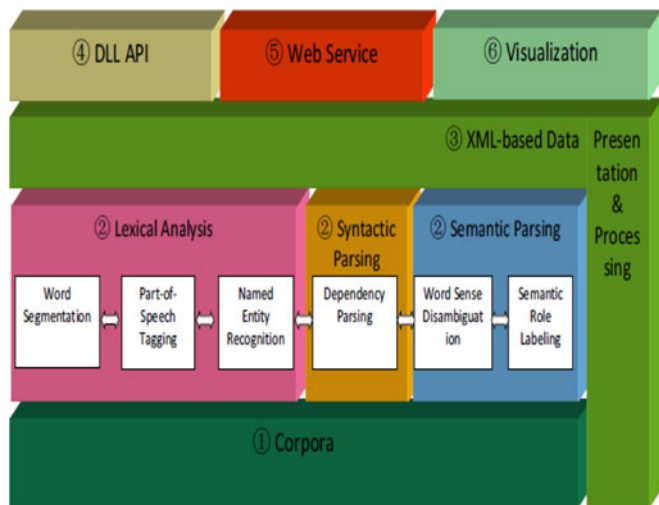 ④ DLL API
⑤ Web Service
⑥ Visualization
③ XML-based Data
Presen
tation
&
Proces
sing
② Lexical Analysis
② Syntactic
Parsing
② Semantic Parsing
Word
Segmentation
Part-of-
Speech
Tagging
Named
Entity
Recognition
Dependency
Parsing
Word Sense
Disambiguat
ion
Semantic
Role
Labeling
① Corpora